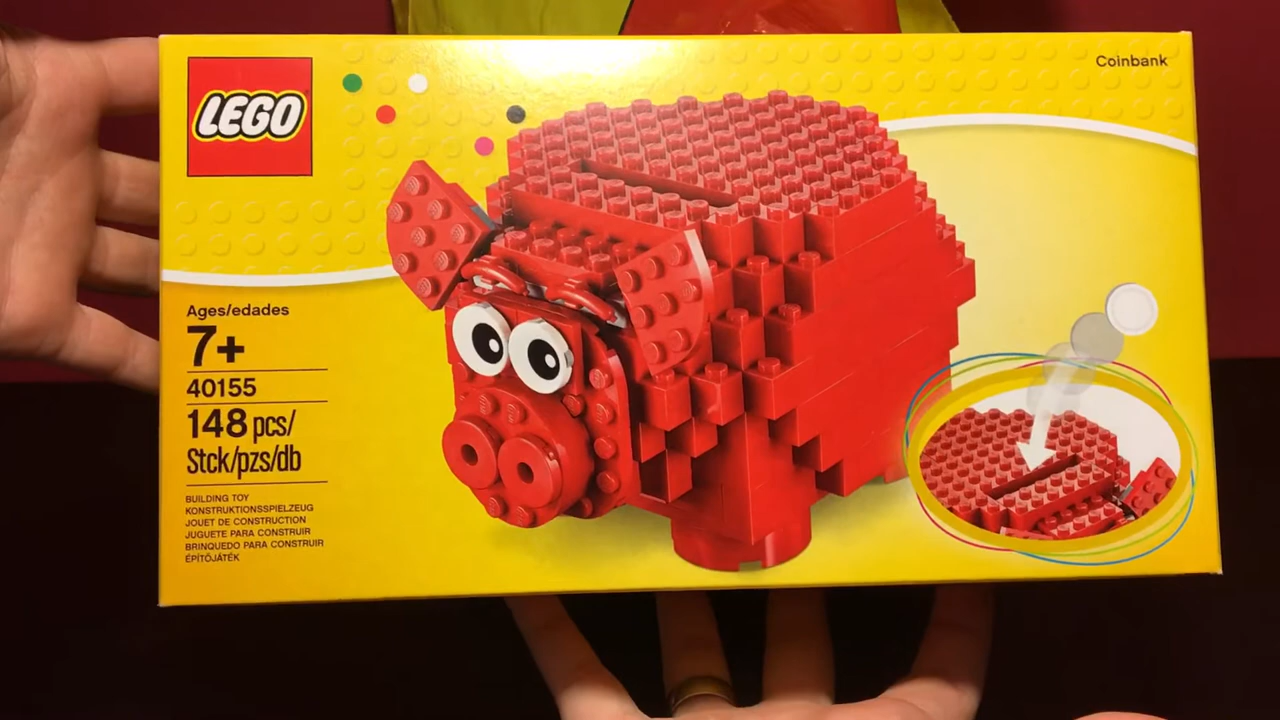 LEGO
Coinbank
Ages/edades
7+
40155
148 pcs/
Stck/pzs/db
BUILDING TOY
KONSTRUKTIONSSPIELZEUG
JOUET DE CONSTRUCTION
JUGUETE PARA CONSTRUIR
BRINQUEDO PARA CONSTRUIR
ÉPÍTŐJÁTÉK